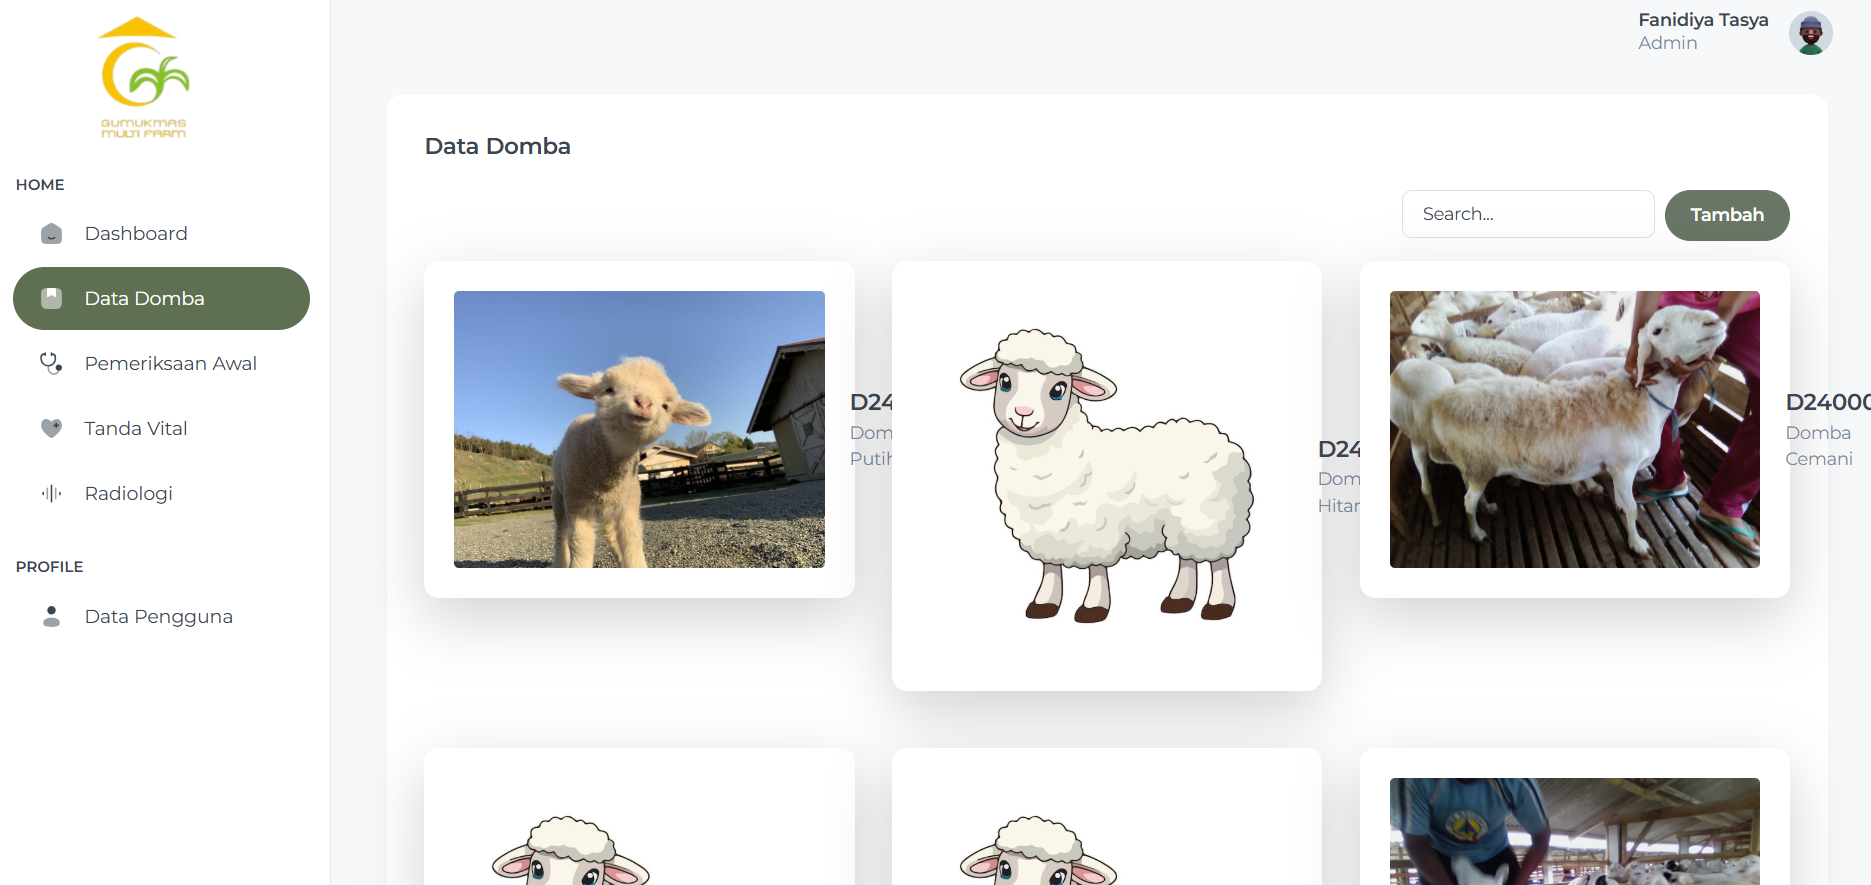 GUMUKMAS
MULTI FARM
Fanidiya Tasya
Admin
HOME
Dashboard
Data Domba
Pemeriksaan Awal
Tanda Vital
Radiologi
PROFILE
Data Pengguna
Data Domba
Search...
Tambah
D24
Dom
Putih
D24
Dom
Hitar
D24000
Domba
Cemani